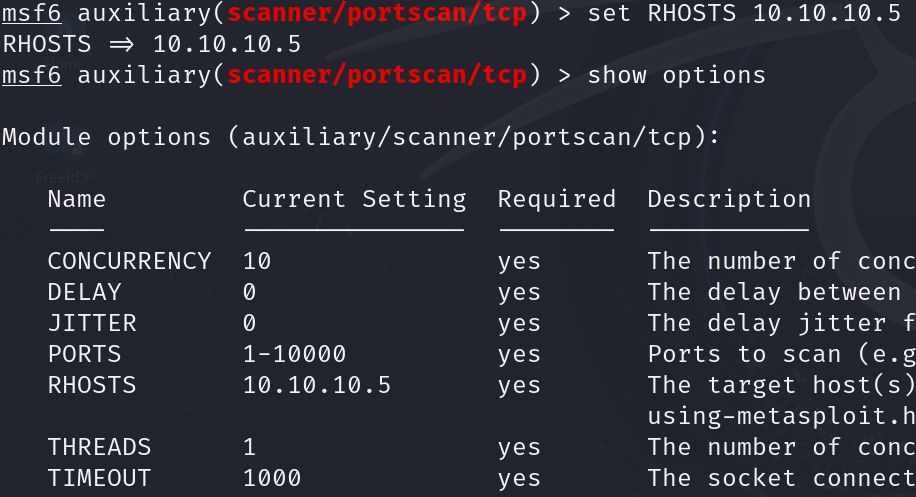 msf6 auxiliary(scanner/portscan/tcp) > set RHOSTS 10.10.10.5
RHOSTS => 10.10.10.5
msf6 auxiliary(scanner/portscan/tcp) > show options
Module options (auxiliary/scanner/portscan/tcp):
FreeRDP
Name Current Setting Required Description
---- --------------- -------- -----------
CONCURRENCY 10 yes The number of conc
DELAY 0 yes The delay between
JITTER 0 yes The delay jitter f
PORTS 1-10000 yes Ports to scan (e.g
RHOSTS 10.10.10.5 yes The target host(s)
using-metasploit.h
THREADS 1 yes The number of conc
TIMEOUT 1000 yes The socket connect